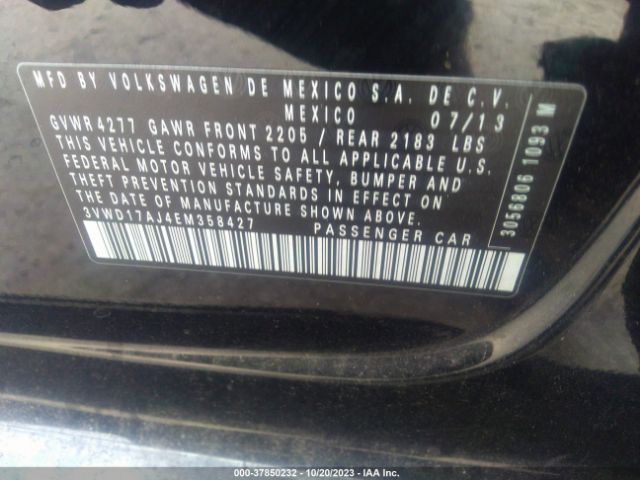 MFD BY VOLKSWAGEN DE MEXICO S.A. DE C.V.
MEXICO 07/13
GVWR 4277 GAWR FRONT 2205 / REAR 2183 LBS
THIS VEHICLE CONFORMS TO ALL APPLICABLE U.S.
FEDERAL MOTOR VEHICLE SAFETY, BUMPER AND
THEFT PREVENTION STANDARDS IN EFFECT ON
THE DATE OF MANUFACTURE SHOWN ABOVE.
3VWD17AJ4EM358427 PASSENGER CAR
3056806 1093 M
000-37850232 - 10/20/2023 - IAA Inc.